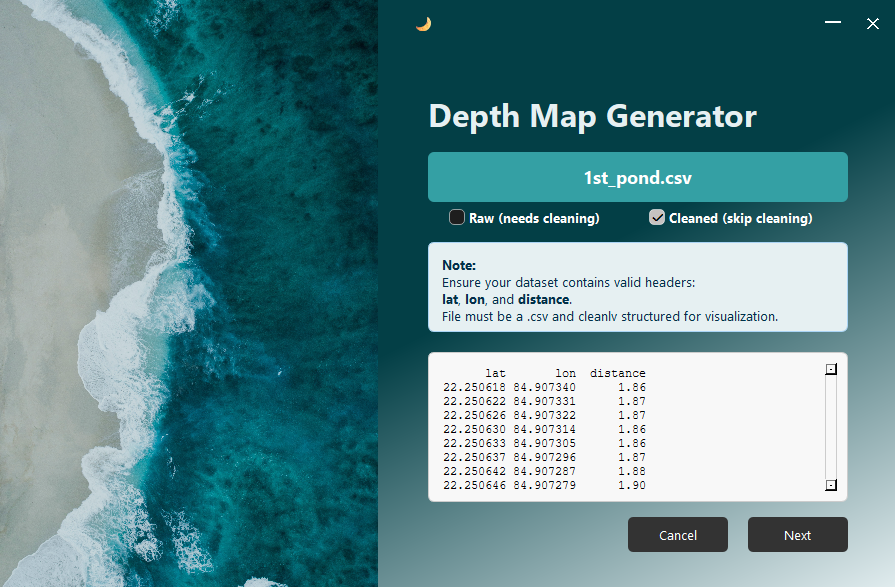 Depth Map Generator
1st_pond.csv
Raw (needs cleaning) Cleaned (skip cleaning)
Note:
Ensure your dataset contains valid headers:
lat, lon, and distance.
File must be a .csv and cleanly structured for visualization.
lat lon distance
22.250618 84.907340 1.86
22.250622 84.907331 1.87
22.250626 84.907322 1.87
22.250630 84.907314 1.86
22.250633 84.907305 1.86
22.250637 84.907296 1.87
22.250642 84.907287 1.88
22.250646 84.907279 1.90
Cancel Next